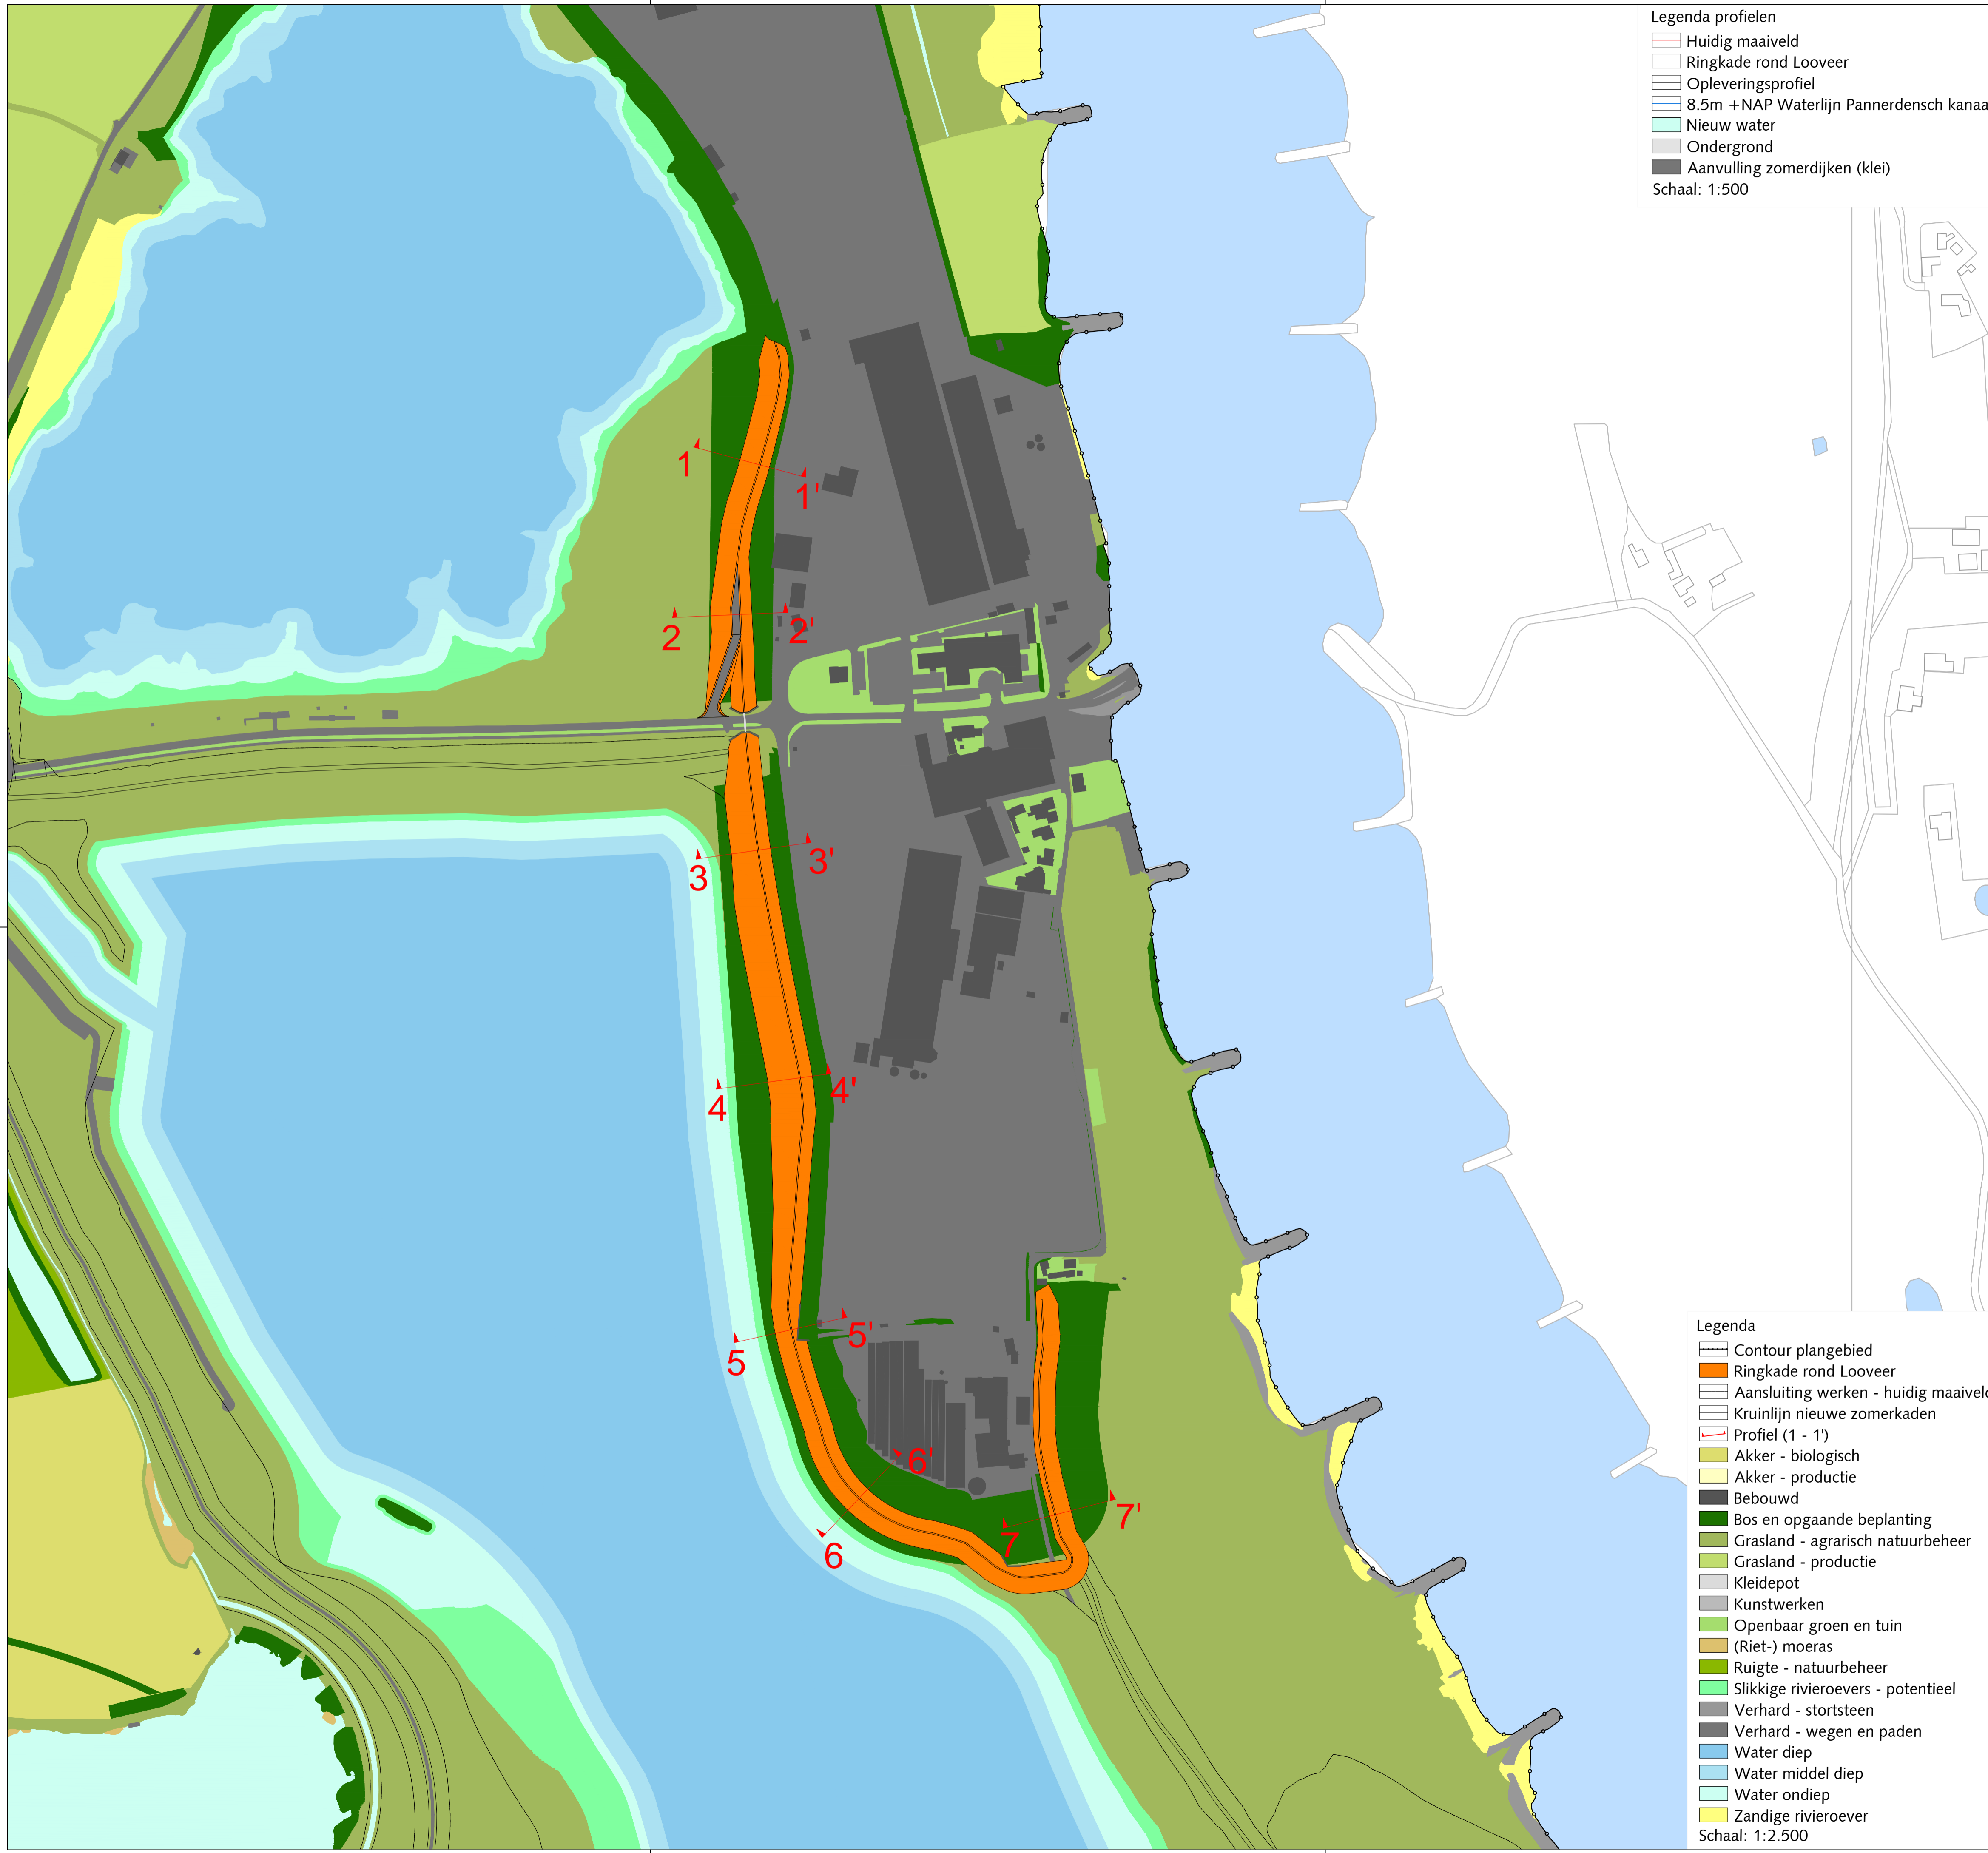 Legenda profielen
Huidig maaiveld
Ringkade rond Looveer
Opleveringsprofiel
8.5m +NAP Waterlijn Pannerdensch kanaa
Nieuw water
Ondergrond
Aanvulling zomerdijken (klei)
Schaal: 1:500
1
1'
2
2'
3
3'
4
4'
5
5'
6
6'
7
7'
Legenda
Contour plangebied
Ringkade rond Looveer
Aansluiting werken - huidig maaiveld
Kruinlijn nieuwe zomerkaden
Profiel (1 - 1')
Akker - biologisch
Akker - productie
Bebouwd
Bos en opgaande beplanting
Grasland - agrarisch natuurbeheer
Grasland - productie
Kleidepot
Kunstwerken
Openbaar groen en tuin
(Riet-) moeras
Ruigte - natuurbeheer
Slikkige rivieroevers - potentieel
Verhard - stortsteen
Verhard - wegen en paden
Water diep
Water middel diep
Water ondiep
Zandige rivieroever
Schaal: 1:2.500